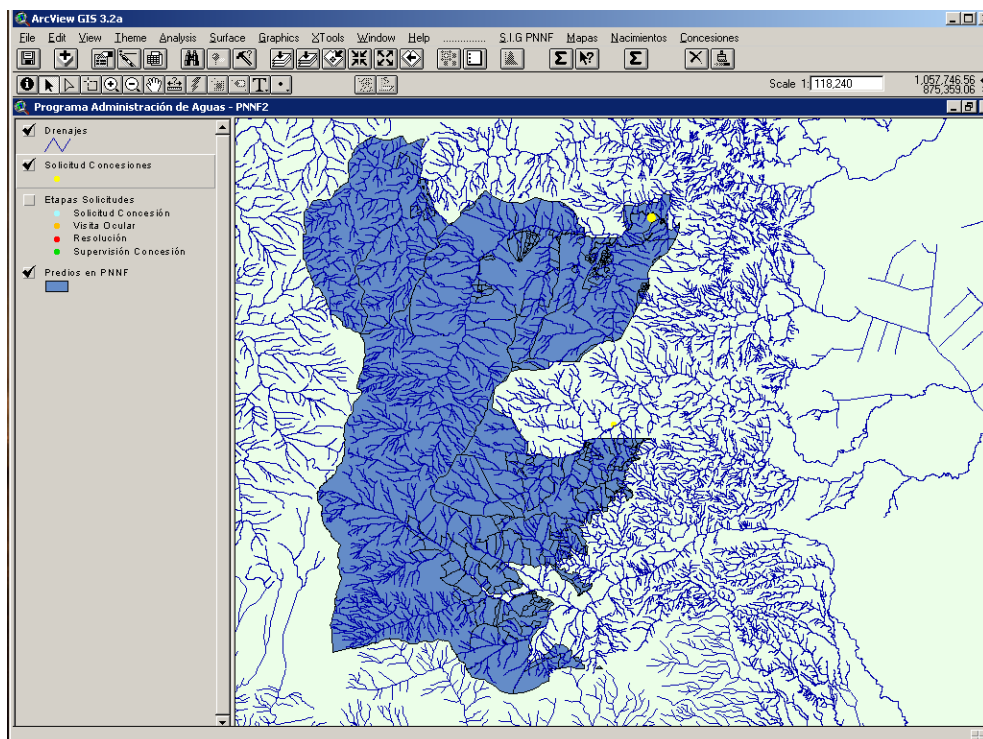 ArcView GIS 3.2a
File Edit View Theme Analysis Surface Graphics XTools Window Help ............... S.I.G PNNF Mapas Nacimientos Concesiones
Scale 1: 118,240
1,057,746.56
875,359.06
Programa Administración de Aguas - PNNF2
Drenajes
Solicitud Concesiones
Etapas Solicitudes
Solicitud Concesión
Visita Ocular
Resolución
Supervisión Concesión
Predios en PNNF